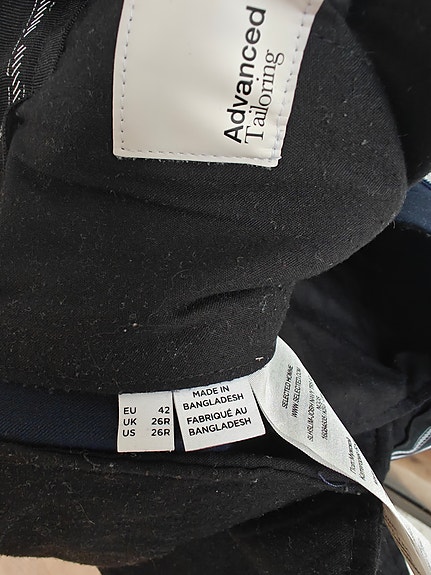 Advanced
Tailoring
EU 42
UK 26R
US 26R
MADE IN
BANGLADESH
FABRIQUÉ AU
BANGLADESH
SELECTED HOMME
WWW.SELECTED.COM